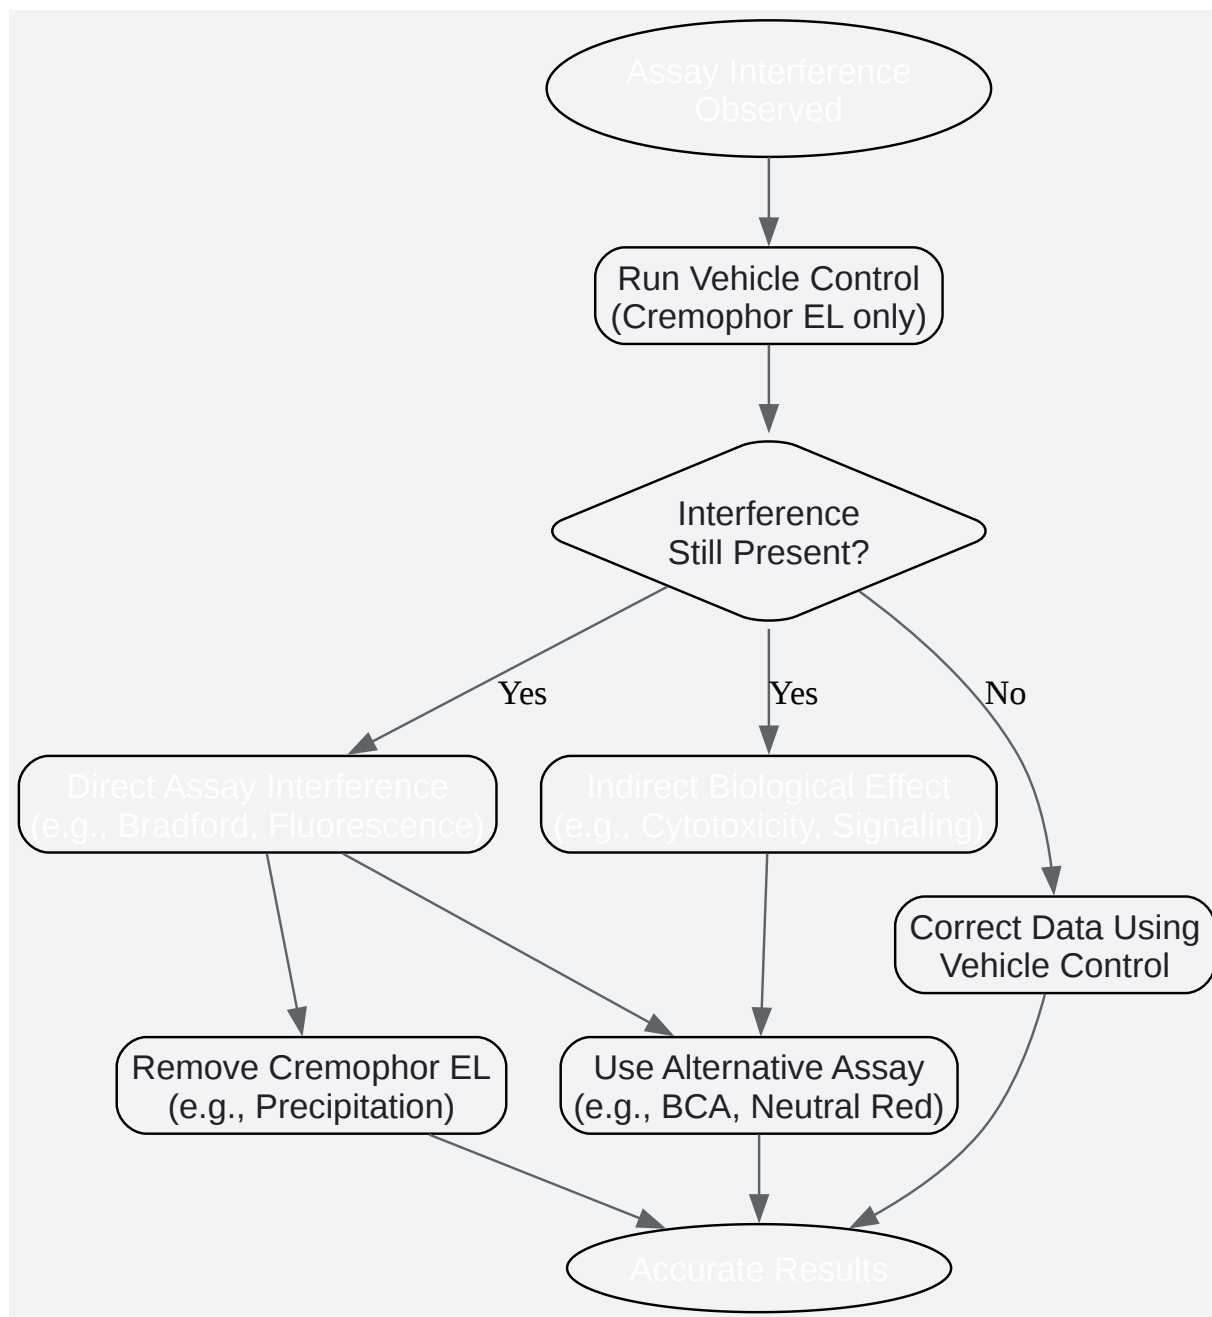 Assay Interference
Observed
Run Vehicle Control
(Cremophor EL only)
Interference
Still Present?
Yes
Yes
No
Direct Assay Interference
(e.g., Bradford, Fluorescence)
Indirect Biological Effect
(e.g., Cytotoxicity, Signaling)
Correct Data Using
Vehicle Control
Remove Cremophor EL
(e.g., Precipitation)
Use Alternative Assay
(e.g., BCA, Neutral Red)
Accurate Results